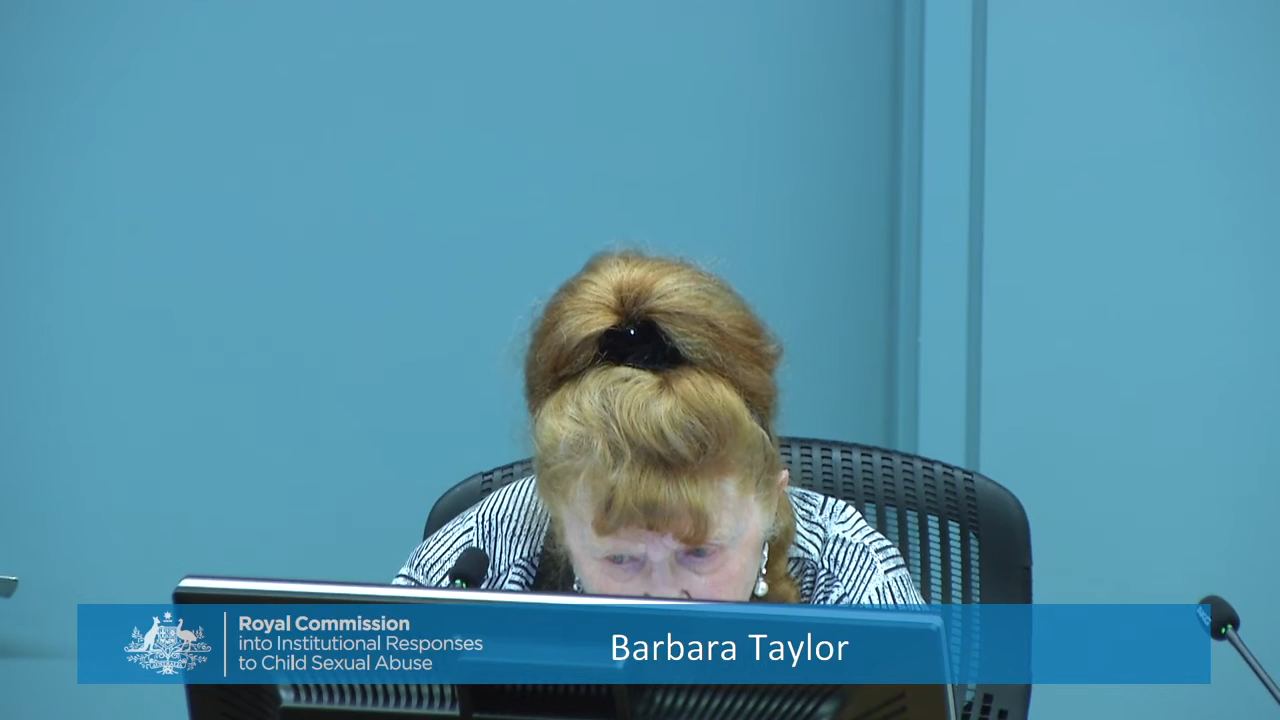 Royal Commission
into Institutional Responses
to Child Sexual Abuse
Barbara Taylor